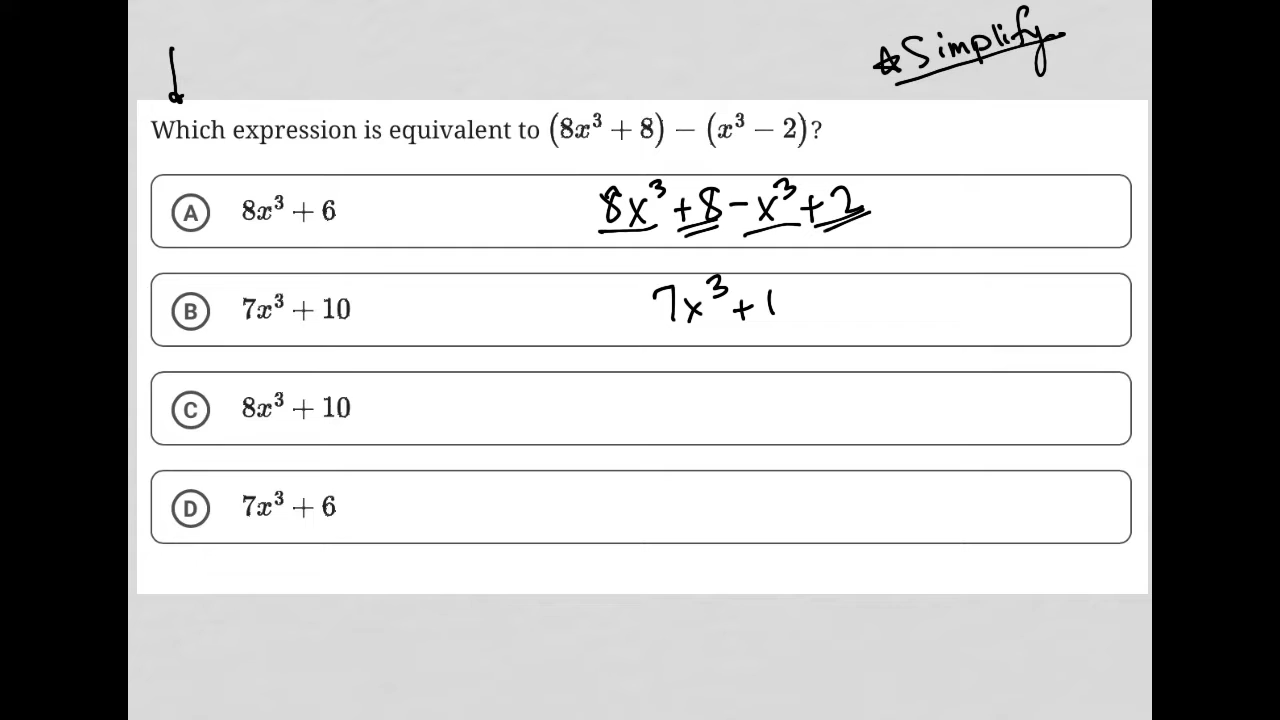 ☆Simplify
Which expression is equivalent to (8x³ + 8) − (x³ − 2)?
A 8x³ + 6
8x³ +8 −x³ +2
B 7x³ + 10
7x³ + 1
C 8x³ + 10
D 7x³ + 6